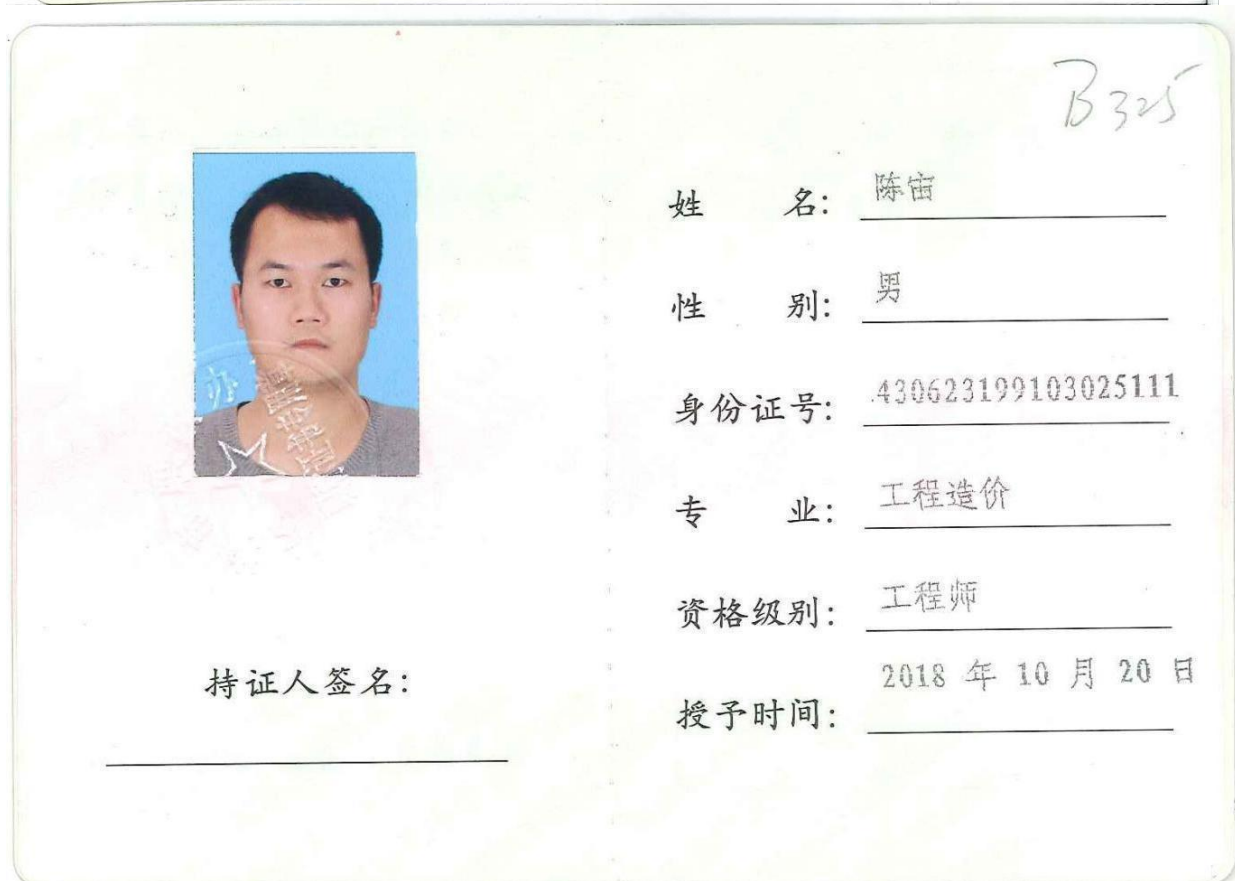 B325
姓 名: 陈宙
性 别: 男
身份证号: 430623199103025111
专 业: 工程造价
资格级别: 工程师
授予时间: 2018 年 10 月 20 日
持证人签名: